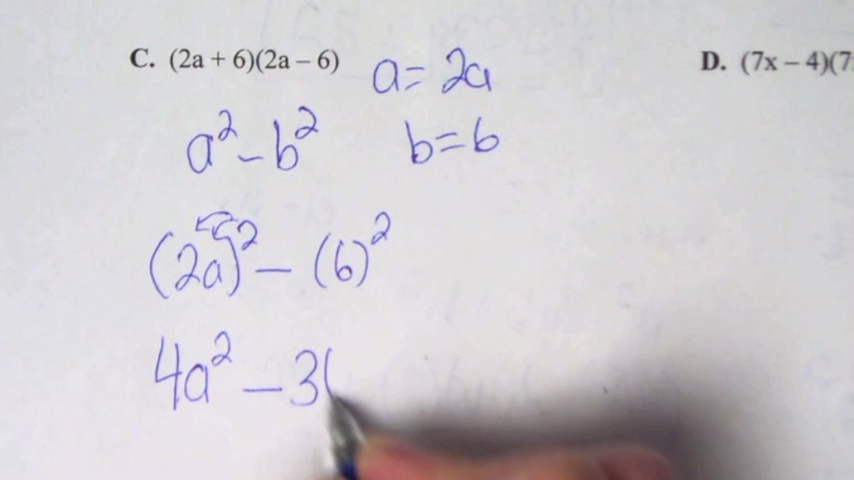 C. (2a + 6)(2a – 6) a = 2a
D. (7x – 4)(7
a² – b² b = 6
(2a)² – (6)²
4a² – 3